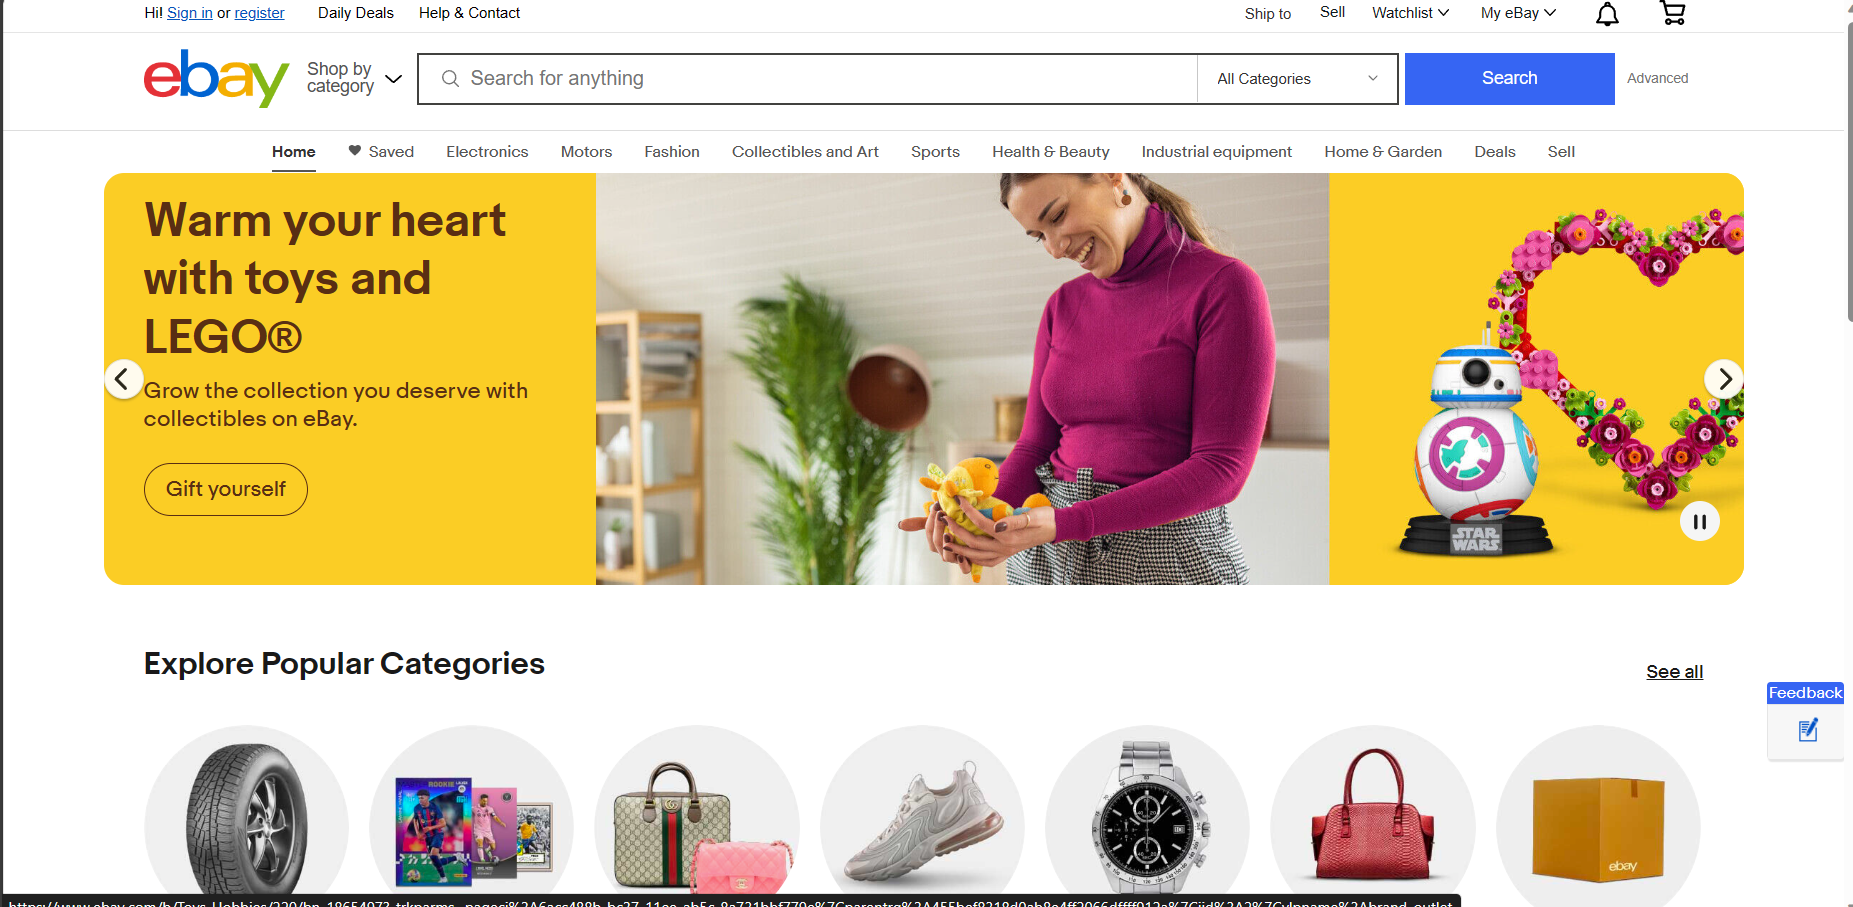 Hi! Sign in or register
Daily Deals
Help & Contact
Ship to
Sell
Watchlist
My eBay
ebay
Shop by
category
Search for anything
All Categories
Search
Advanced
Home
Saved
Electronics
Motors
Fashion
Collectibles and Art
Sports
Health & Beauty
Industrial equipment
Home & Garden
Deals
Sell
Warm your heart
with toys and
LEGO®
Grow the collection you deserve with
collectibles on eBay.
Gift yourself
STAR
WARS
Explore Popular Categories
See all
Feedback
ROOKIE
ebay